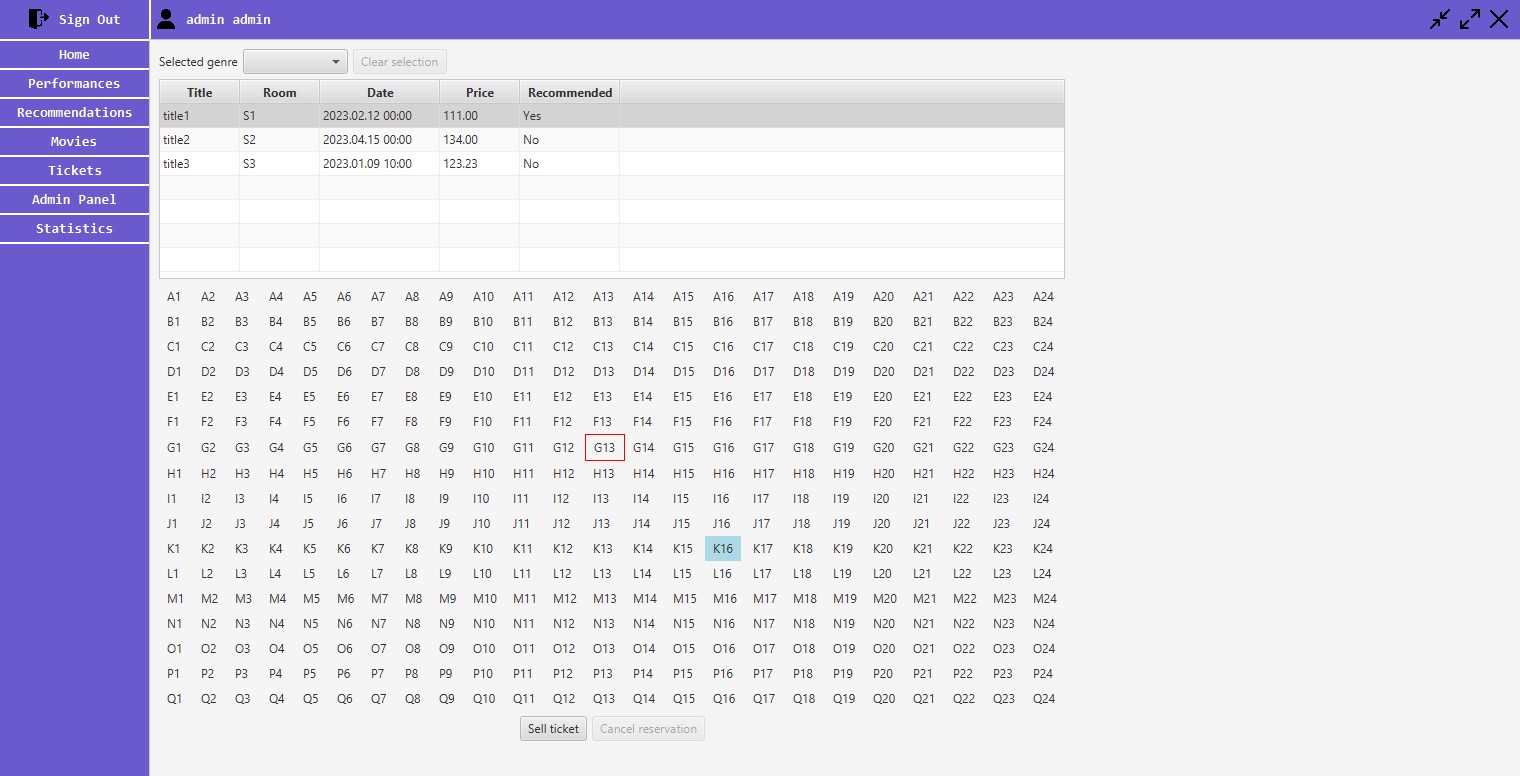 Sign Out
admin admin
Home
Performances
Recommendations
Movies
Tickets
Admin Panel
Statistics
Selected genre Clear selection
Title Room Date Price Recommended
title1 S1 2023.02.12 00:00 111.00 Yes
title2 S2 2023.04.15 00:00 134.00 No
title3 S3 2023.01.09 10:00 123.23 No
A1 A2 A3 A4 A5 A6 A7 A8 A9 A10 A11 A12 A13 A14 A15 A16 A17 A18 A19 A20 A21 A22 A23 A24
B1 B2 B3 B4 B5 B6 B7 B8 B9 B10 B11 B12 B13 B14 B15 B16 B17 B18 B19 B20 B21 B22 B23 B24
C1 C2 C3 C4 C5 C6 C7 C8 C9 C10 C11 C12 C13 C14 C15 C16 C17 C18 C19 C20 C21 C22 C23 C24
D1 D2 D3 D4 D5 D6 D7 D8 D9 D10 D11 D12 D13 D14 D15 D16 D17 D18 D19 D20 D21 D22 D23 D24
E1 E2 E3 E4 E5 E6 E7 E8 E9 E10 E11 E12 E13 E14 E15 E16 E17 E18 E19 E20 E21 E22 E23 E24
F1 F2 F3 F4 F5 F6 F7 F8 F9 F10 F11 F12 F13 F14 F15 F16 F17 F18 F19 F20 F21 F22 F23 F24
G1 G2 G3 G4 G5 G6 G7 G8 G9 G10 G11 G12 G13 G14 G15 G16 G17 G18 G19 G20 G21 G22 G23 G24
H1 H2 H3 H4 H5 H6 H7 H8 H9 H10 H11 H12 H13 H14 H15 H16 H17 H18 H19 H20 H21 H22 H23 H24
I1 I2 I3 I4 I5 I6 I7 I8 I9 I10 I11 I12 I13 I14 I15 I16 I17 I18 I19 I20 I21 I22 I23 I24
J1 J2 J3 J4 J5 J6 J7 J8 J9 J10 J11 J12 J13 J14 J15 J16 J17 J18 J19 J20 J21 J22 J23 J24
K1 K2 K3 K4 K5 K6 K7 K8 K9 K10 K11 K12 K13 K14 K15 K16 K17 K18 K19 K20 K21 K22 K23 K24
L1 L2 L3 L4 L5 L6 L7 L8 L9 L10 L11 L12 L13 L14 L15 L16 L17 L18 L19 L20 L21 L22 L23 L24
M1 M2 M3 M4 M5 M6 M7 M8 M9 M10 M11 M12 M13 M14 M15 M16 M17 M18 M19 M20 M21 M22 M23 M24
N1 N2 N3 N4 N5 N6 N7 N8 N9 N10 N11 N12 N13 N14 N15 N16 N17 N18 N19 N20 N21 N22 N23 N24
O1 O2 O3 O4 O5 O6 O7 O8 O9 O10 O11 O12 O13 O14 O15 O16 O17 O18 O19 O20 O21 O22 O23 O24
P1 P2 P3 P4 P5 P6 P7 P8 P9 P10 P11 P12 P13 P14 P15 P16 P17 P18 P19 P20 P21 P22 P23 P24
Q1 Q2 Q3 Q4 Q5 Q6 Q7 Q8 Q9 Q10 Q11 Q12 Q13 Q14 Q15 Q16 Q17 Q18 Q19 Q20 Q21 Q22 Q23 Q24
Sell ticket Cancel reservation